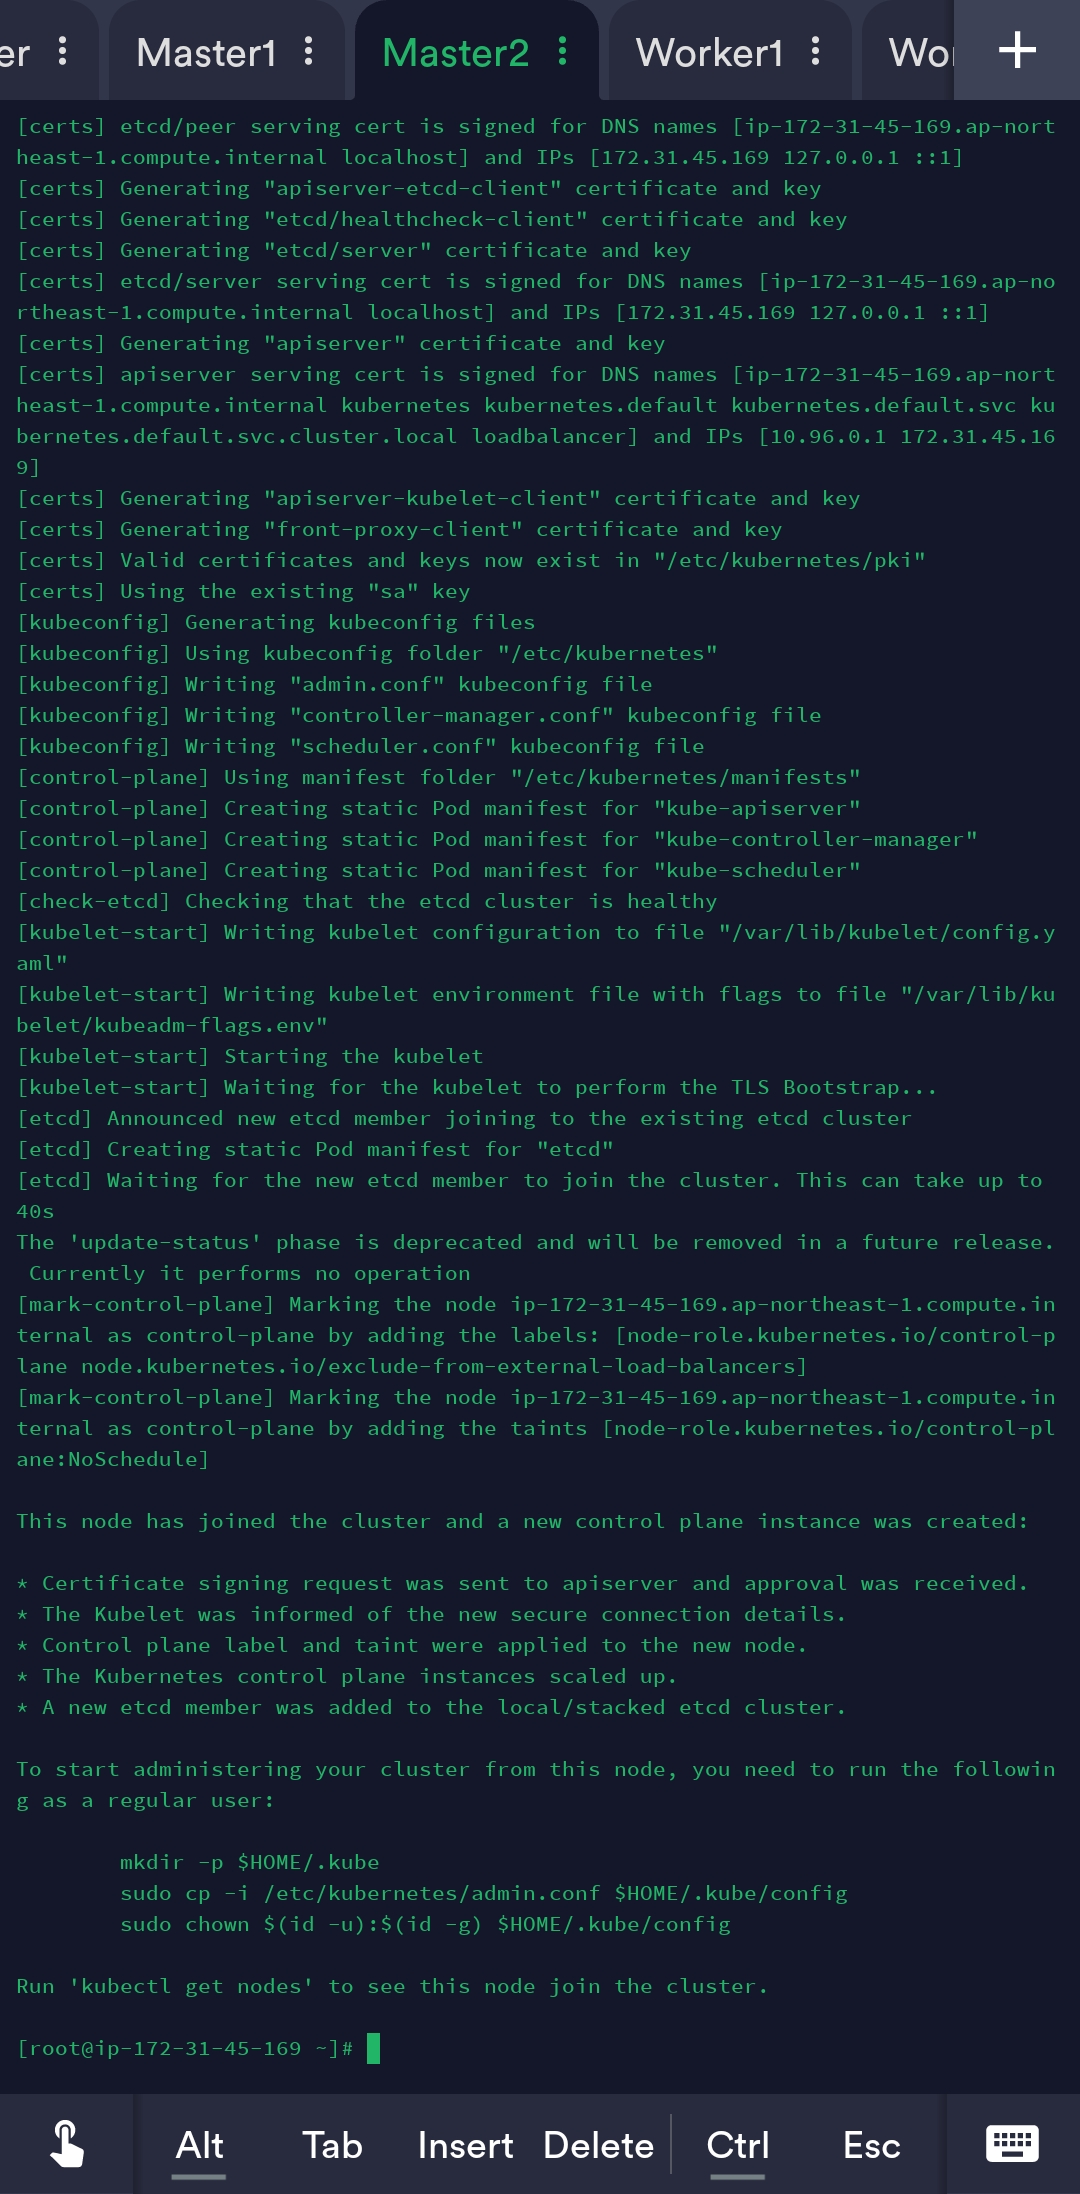 er Master1 Master2 Worker1 Wor
[certs] etcd/peer serving cert is signed for DNS names [ip-172-31-45-169.ap-nort
heast-1.compute.internal localhost] and IPs [172.31.45.169 127.0.0.1 ::1]
[certs] Generating "apiserver-etcd-client" certificate and key
[certs] Generating "etcd/healthcheck-client" certificate and key
[certs] Generating "etcd/server" certificate and key
[certs] etcd/server serving cert is signed for DNS names [ip-172-31-45-169.ap-no
rtheast-1.compute.internal localhost] and IPs [172.31.45.169 127.0.0.1 ::1]
[certs] Generating "apiserver" certificate and key
[certs] apiserver serving cert is signed for DNS names [ip-172-31-45-169.ap-nort
heast-1.compute.internal kubernetes kubernetes.default kubernetes.default.svc ku
bernetes.default.svc.cluster.local loadbalancer] and IPs [10.96.0.1 172.31.45.16
9]
[certs] Generating "apiserver-kubelet-client" certificate and key
[certs] Generating "front-proxy-client" certificate and key
[certs] Valid certificates and keys now exist in "/etc/kubernetes/pki"
[certs] Using the existing "sa" key
[kubeconfig] Generating kubeconfig files
[kubeconfig] Using kubeconfig folder "/etc/kubernetes"
[kubeconfig] Writing "admin.conf" kubeconfig file
[kubeconfig] Writing "controller-manager.conf" kubeconfig file
[kubeconfig] Writing "scheduler.conf" kubeconfig file
[control-plane] Using manifest folder "/etc/kubernetes/manifests"
[control-plane] Creating static Pod manifest for "kube-apiserver"
[control-plane] Creating static Pod manifest for "kube-controller-manager"
[control-plane] Creating static Pod manifest for "kube-scheduler"
[check-etcd] Checking that the etcd cluster is healthy
[kubelet-start] Writing kubelet configuration to file "/var/lib/kubelet/config.y
aml"
[kubelet-start] Writing kubelet environment file with flags to file "/var/lib/ku
belet/kubeadm-flags.env"
[kubelet-start] Starting the kubelet
[kubelet-start] Waiting for the kubelet to perform the TLS Bootstrap...
[etcd] Announced new etcd member joining to the existing etcd cluster
[etcd] Creating static Pod manifest for "etcd"
[etcd] Waiting for the new etcd member to join the cluster. This can take up to
40s
The 'update-status' phase is deprecated and will be removed in a future release.
Currently it performs no operation
[mark-control-plane] Marking the node ip-172-31-45-169.ap-northeast-1.compute.in
ternal as control-plane by adding the labels: [node-role.kubernetes.io/control-p
lane node.kubernetes.io/exclude-from-external-load-balancers]
[mark-control-plane] Marking the node ip-172-31-45-169.ap-northeast-1.compute.in
ternal as control-plane by adding the taints [node-role.kubernetes.io/control-pl
ane:NoSchedule]
This node has joined the cluster and a new control plane instance was created:
* Certificate signing request was sent to apiserver and approval was received.
* The Kubelet was informed of the new secure connection details.
* Control plane label and taint were applied to the new node.
* The Kubernetes control plane instances scaled up.
* A new etcd member was added to the local/stacked etcd cluster.
To start administering your cluster from this node, you need to run the followin
g as a regular user:
mkdir -p $HOME/.kube
sudo cp -i /etc/kubernetes/admin.conf $HOME/.kube/config
sudo chown $(id -u):$(id -g) $HOME/.kube/config
Run 'kubectl get nodes' to see this node join the cluster.
[root@ip-172-31-45-169 ~]#
Alt Tab Insert Delete Ctrl Esc